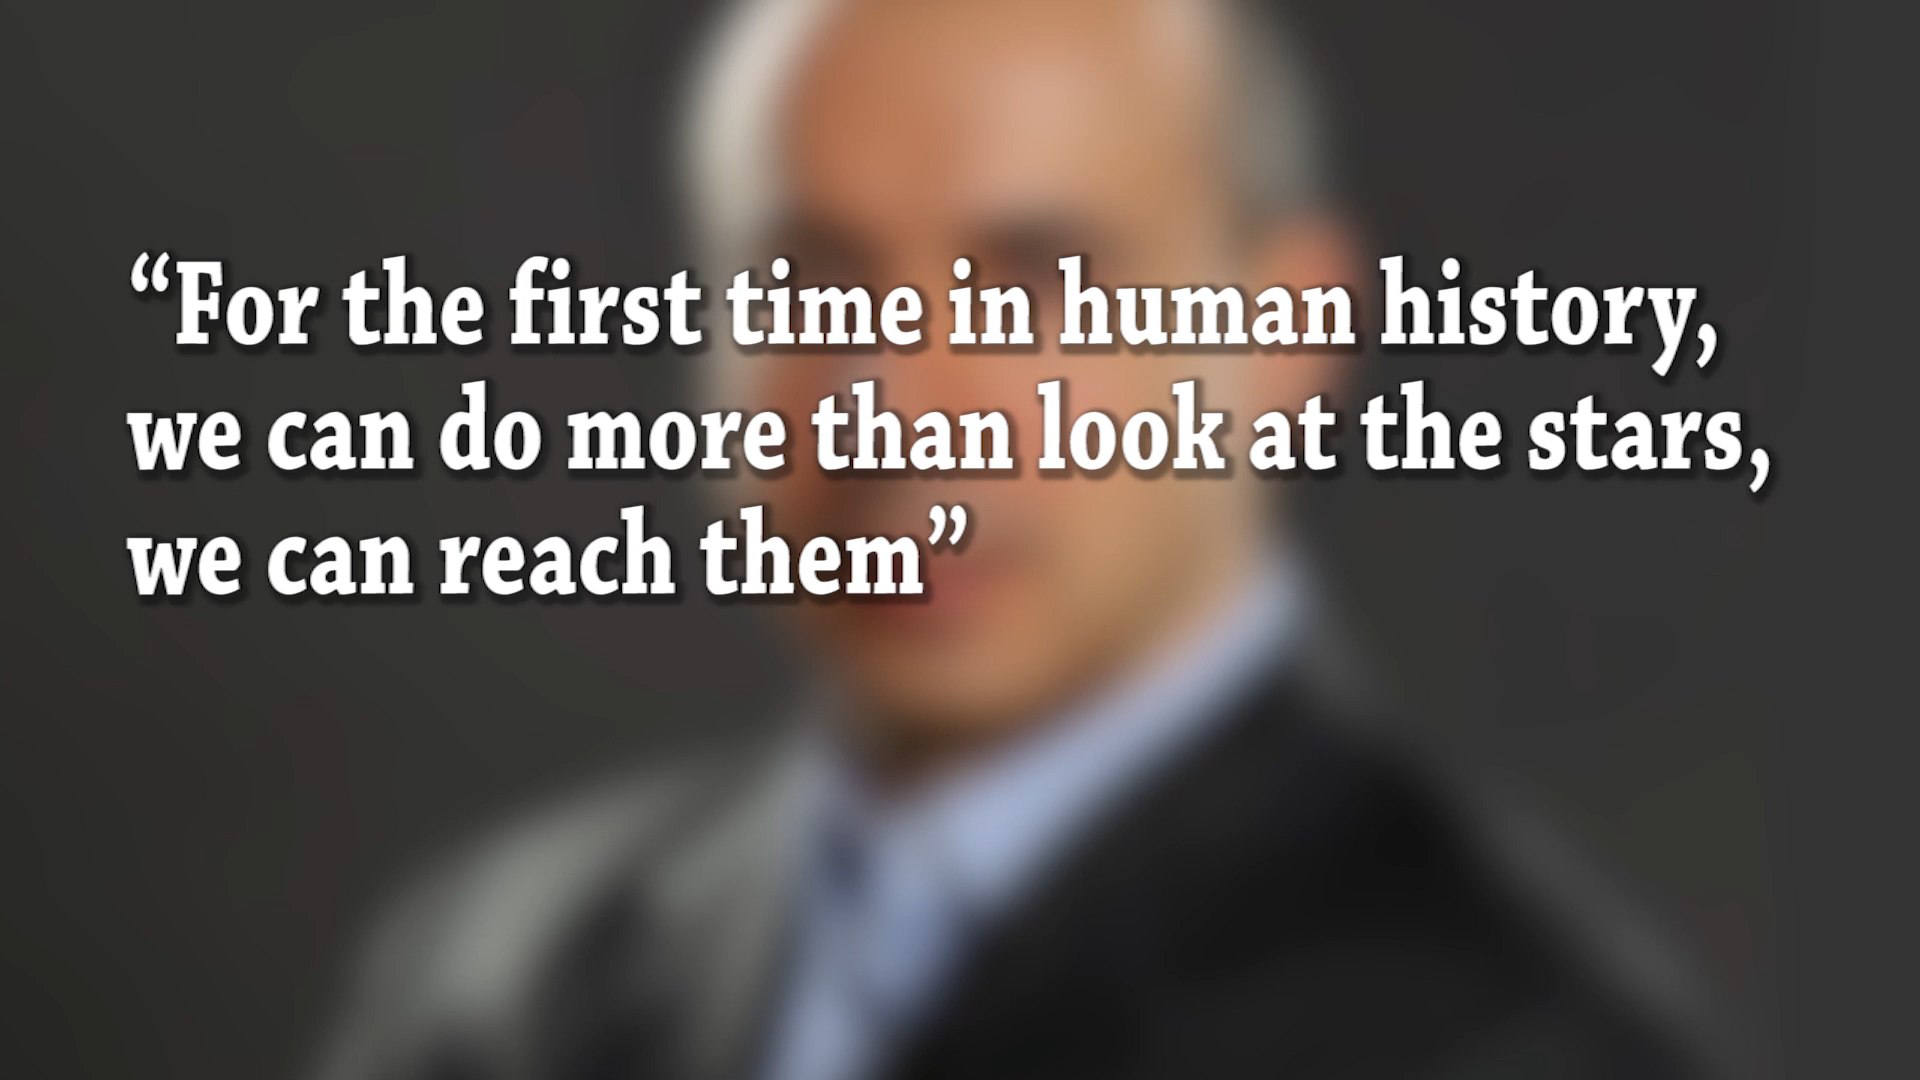 “For the first time in human history,
we can do more than look at the stars,
we can reach them”